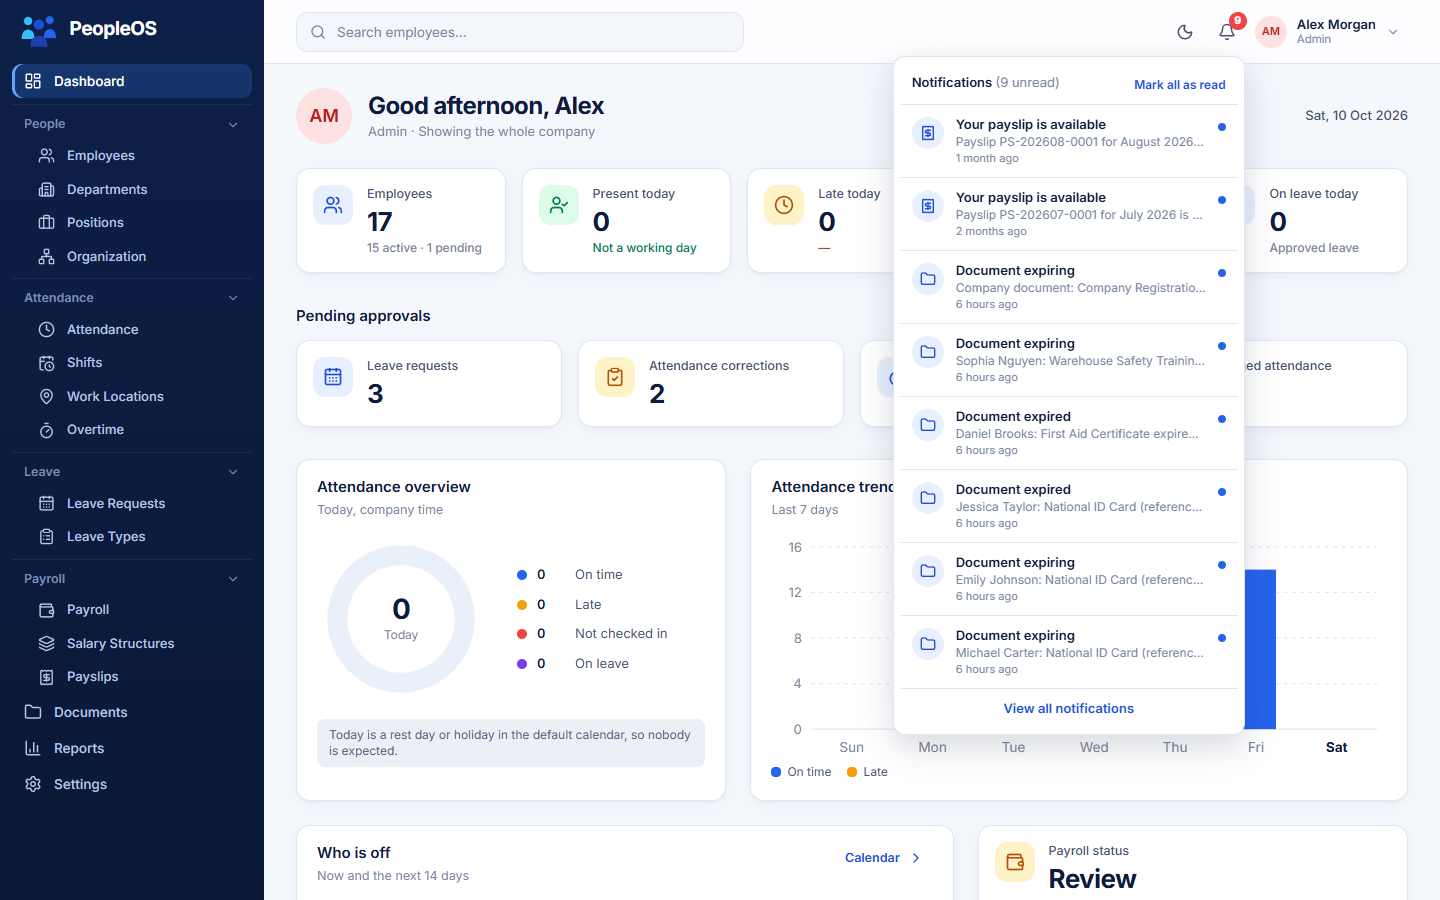 PeopleOS
Dashboard
People
Employees
Departments
Positions
Organization
Attendance
Attendance
Shifts
Work Locations
Overtime
Leave
Leave Requests
Leave Types
Payroll
Payroll
Salary Structures
Payslips
Documents
Reports
Settings
Search employees...
9
AM
Alex Morgan
Admin
AM
Good afternoon, Alex
Admin · Showing the whole company
Sat, 10 Oct 2026
Employees
17
15 active · 1 pending
Present today
0
Not a working day
Late today
0
—
On leave today
0
Approved leave
Pending approvals
Leave requests
3
Attendance corrections
2
ed attendance
Attendance overview
Today, company time
0
Today
0 On time
0 Late
0 Not checked in
0 On leave
Today is a rest day or holiday in the default calendar, so nobody
is expected.
Attendance trend
Last 7 days
16
12
8
4
0
Sun Mon Tue Wed Thu Fri Sat
On time Late
Notifications (9 unread)
Mark all as read
Your payslip is available
Payslip PS-202608-0001 for August 2026...
1 month ago
Your payslip is available
Payslip PS-202607-0001 for July 2026 is ...
2 months ago
Document expiring
Company document: Company Registratio...
6 hours ago
Document expiring
Sophia Nguyen: Warehouse Safety Trainin...
6 hours ago
Document expired
Daniel Brooks: First Aid Certificate expire...
6 hours ago
Document expired
Jessica Taylor: National ID Card (referenc...
6 hours ago
Document expiring
Emily Johnson: National ID Card (referenc...
6 hours ago
Document expiring
Michael Carter: National ID Card (referenc...
6 hours ago
View all notifications
Who is off
Now and the next 14 days
Calendar
Payroll status
Review